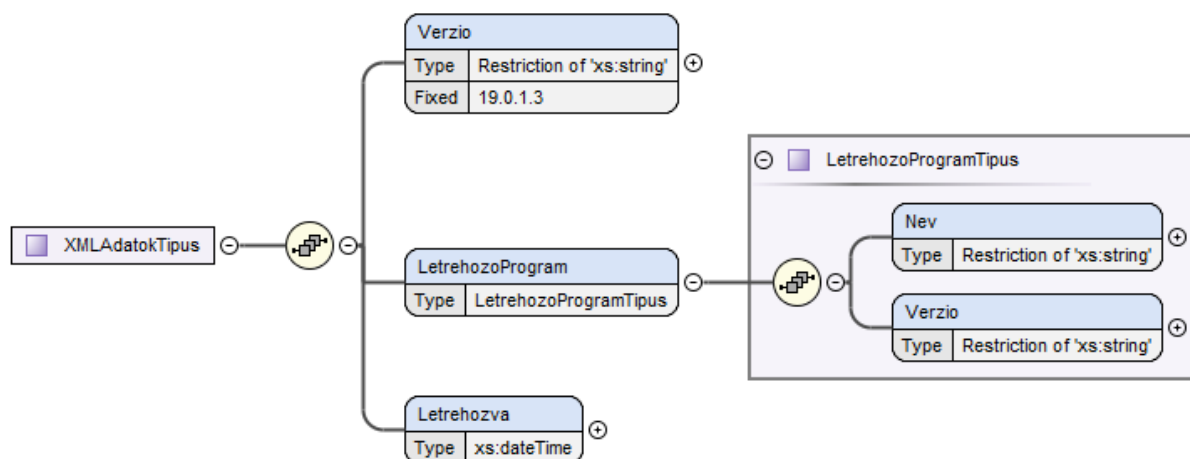 Verzio
Type Restriction of 'xs:string'
Fixed 19.0.1.3
LetrehozoProgramTipus
Nev
Type Restriction of 'xs:string'
XMLAdatokTipus
LetrehozoProgram
Type LetrehozoProgramTipus
Verzio
Type Restriction of 'xs:string'
Letrehozva
Type xs:dateTime